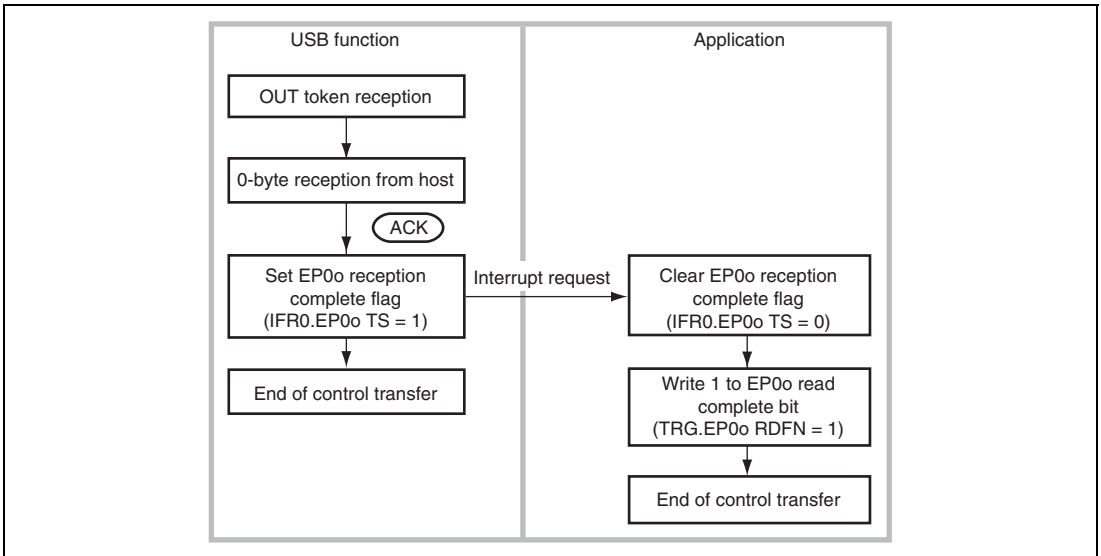 USB function
OUT token reception
0-byte reception from host
ACK
Set EP0o reception
complete flag
(IFR0.EP0o TS = 1)
End of control transfer
Interrupt request
Application
Clear EP0o reception
complete flag
(IFR0.EP0o TS = 0)
Write 1 to EP0o read
complete bit
(TRG.EP0o RDFN = 1)
End of control transfer